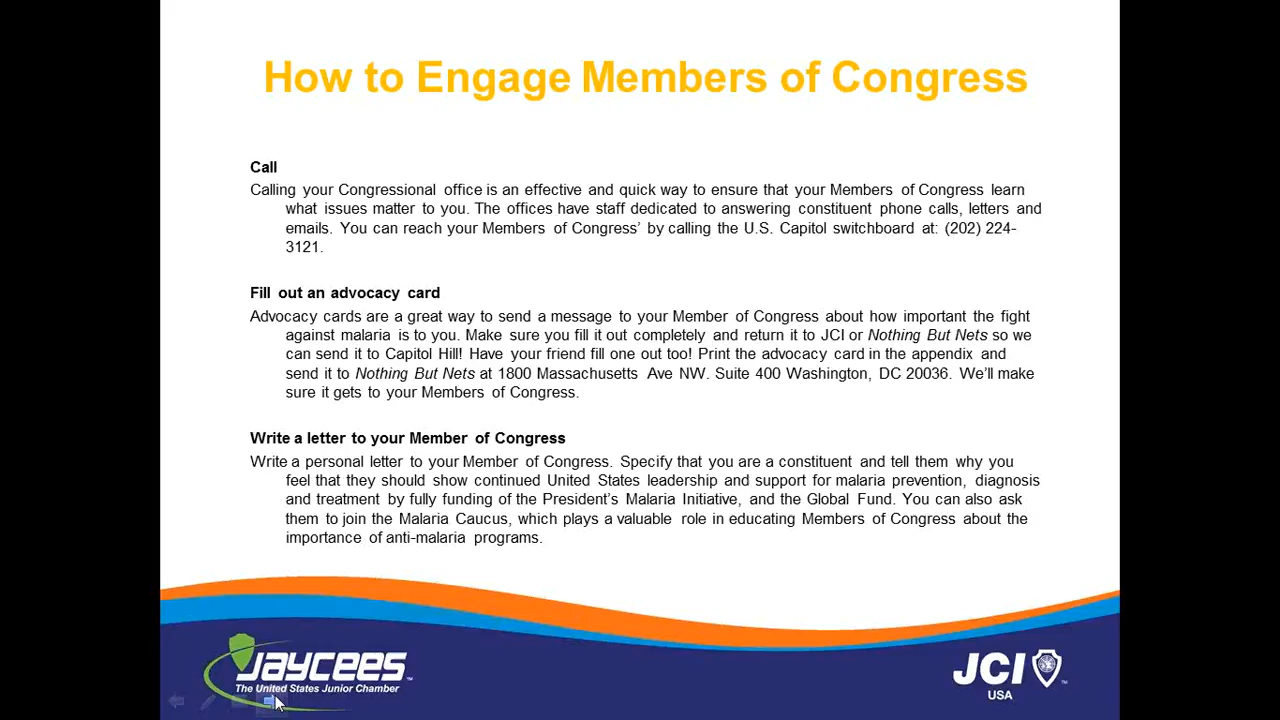 How to Engage Members of Congress
Call
Calling your Congressional office is an effective and quick way to ensure that your Members of Congress learn
what issues matter to you. The offices have staff dedicated to answering constituent phone calls, letters and
emails. You can reach your Members of Congress’ by calling the U.S. Capitol switchboard at: (202) 224-
3121.
Fill out an advocacy card
Advocacy cards are a great way to send a message to your Member of Congress about how important the fight
against malaria is to you. Make sure you fill it out completely and return it to JCI or Nothing But Nets so we
can send it to Capitol Hill! Have your friend fill one out too! Print the advocacy card in the appendix and
send it to Nothing But Nets at 1800 Massachusetts Ave NW. Suite 400 Washington, DC 20036. We’ll make
sure it gets to your Members of Congress.
Write a letter to your Member of Congress
Write a personal letter to your Member of Congress. Specify that you are a constituent and tell them why you
feel that they should show continued United States leadership and support for malaria prevention, diagnosis
and treatment by fully funding of the President’s Malaria Initiative, and the Global Fund. You can also ask
them to join the Malaria Caucus, which plays a valuable role in educating Members of Congress about the
importance of anti-malaria programs.
Jaycees™
The United States Junior Chamber
JCI™
USA